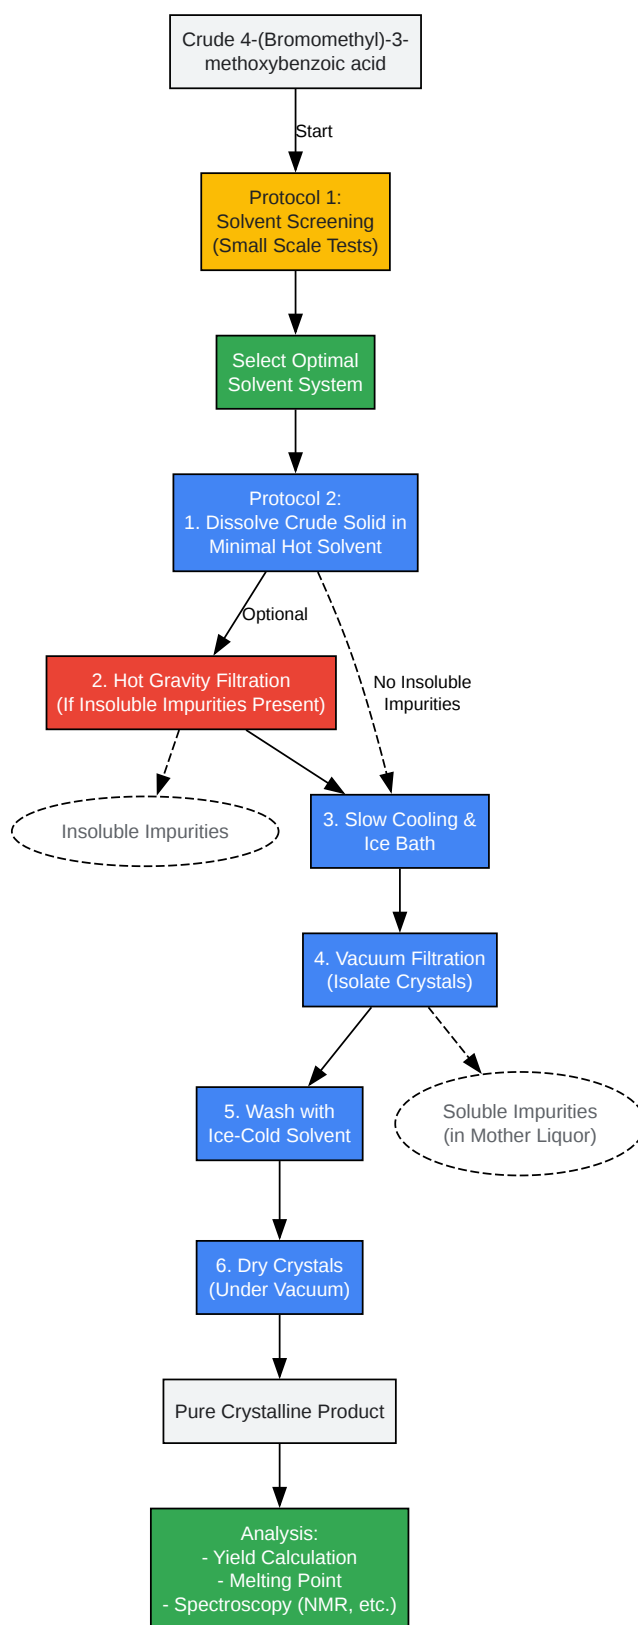 Crude 4-(Bromomethyl)-3-
methoxybenzoic acid
Start
Protocol 1:
Solvent Screening
(Small Scale Tests)
Select Optimal
Solvent System
Protocol 2:
1. Dissolve Crude Solid in
Minimal Hot Solvent
Optional
2. Hot Gravity Filtration
(If Insoluble Impurities Present)
No Insoluble
Impurities
Insoluble Impurities
3. Slow Cooling &
Ice Bath
4. Vacuum Filtration
(Isolate Crystals)
5. Wash with
Ice-Cold Solvent
Soluble Impurities
(in Mother Liquor)
6. Dry Crystals
(Under Vacuum)
Pure Crystalline Product
Analysis:
- Yield Calculation
- Melting Point
- Spectroscopy (NMR, etc.)